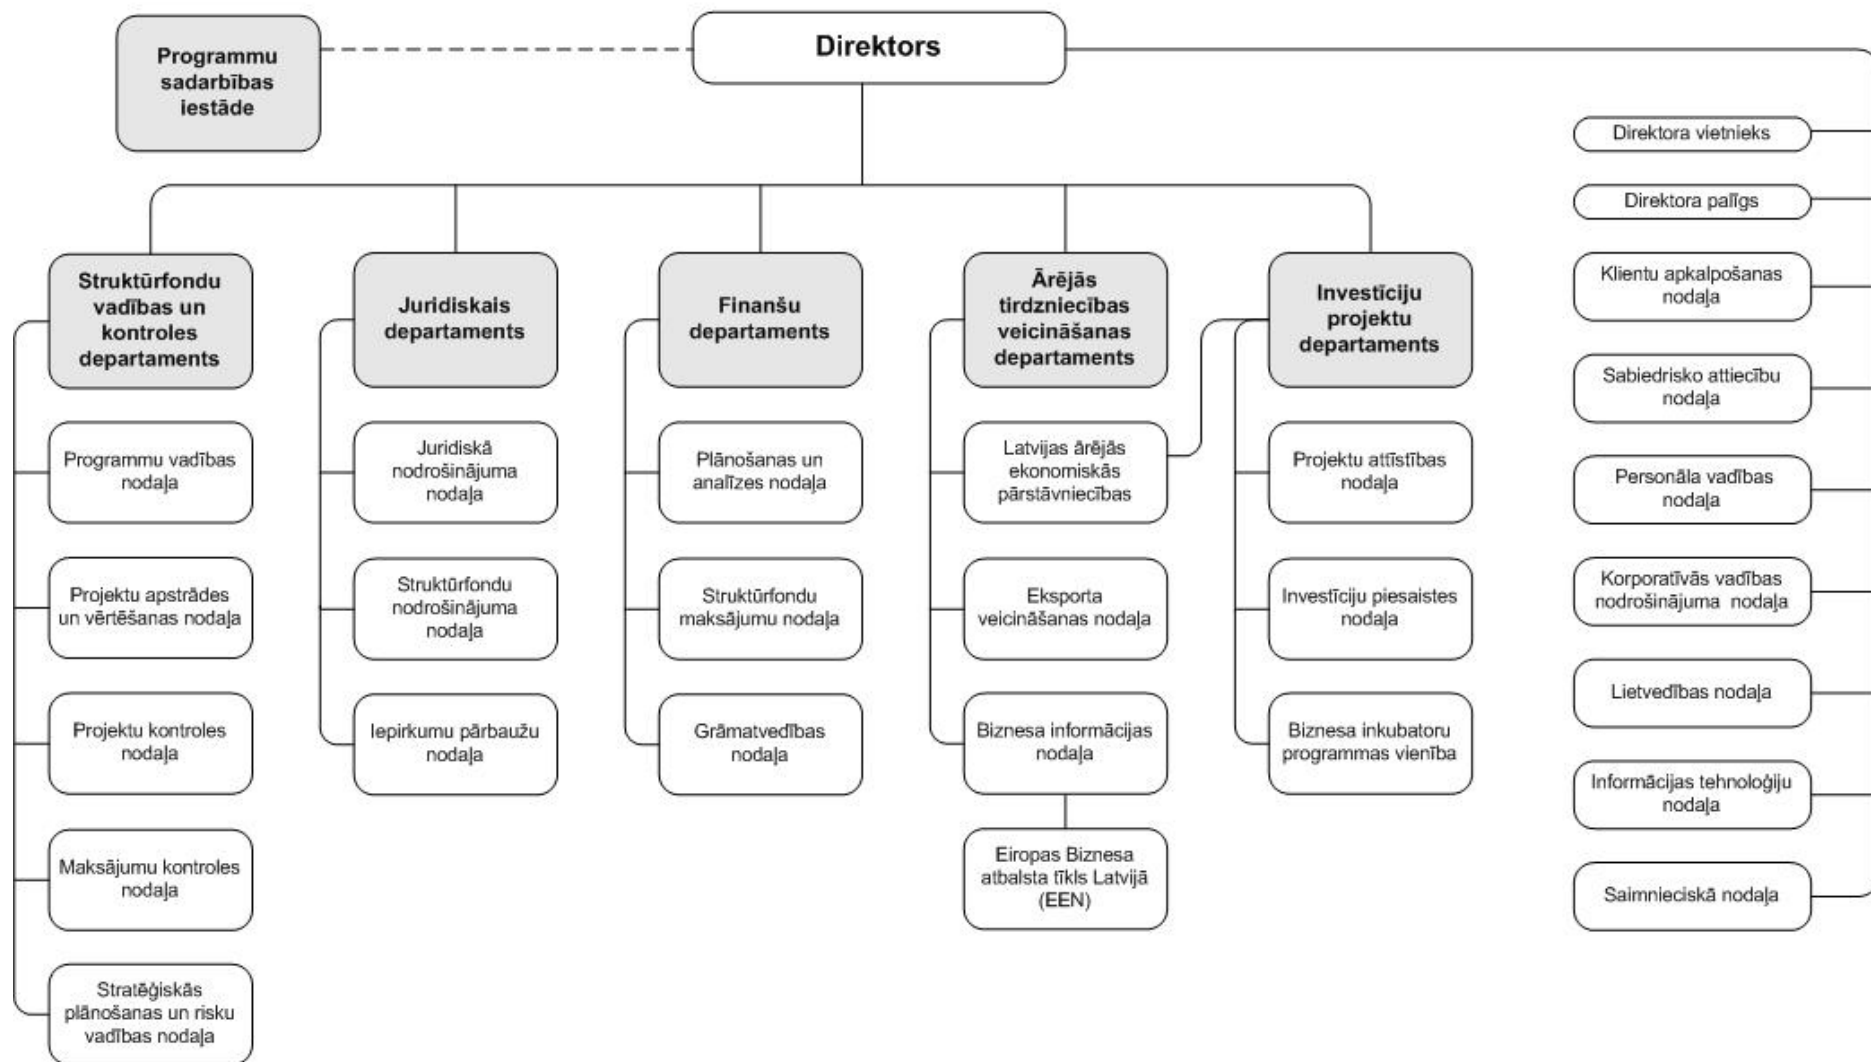 Programmu
sadarbības
iestāde
Direktors
Struktūrfondu
vadības un
kontroles
departaments
Programmu vadības
nodaļa
Projektu apstrādes
un vērtēšanas nodaļa
Projektu kontroles
nodaļa
Maksājumu kontroles
nodaļa
Stratēģiskās
plānošanas un risku
vadības nodaļa
Juridiskais
departaments
Juridiskā
nodrošinājuma
nodaļa
Struktūrfondu
nodrošinājuma
nodaļa
Iepirkumu pārbaužu
nodaļa
Finanšu
departaments
Plānošanas un
analīzes nodaļa
Struktūrfondu
maksājumu nodaļa
Grāmatvedības
nodaļa
Ārējās
tirdzniecības
veicināšanas
departaments
Latvijas ārējās
ekonomiskās
pārstāvniecības
Eksporta
veicināšanas nodaļa
Biznesa informācijas
nodaļa
Eiropas Biznesa
atbalsta tīkls Latvijā
(EEN)
Investīciju
projektu
departaments
Projektu attīstības
nodaļa
Investīciju piesaistes
nodaļa
Biznesa inkubatoru
programmas vienība
Direktora vietnieks
Direktora palīgs
Klientu apkalpošanas
nodaļa
Sabiedrisko attiecību
nodaļa
Personāla vadības
nodaļa
Korporatīvās vadības
nodrošinājuma nodaļa
Lietvedības nodaļa
Informācijas tehnoloģiju
nodaļa
Saimnieciskā nodaļa